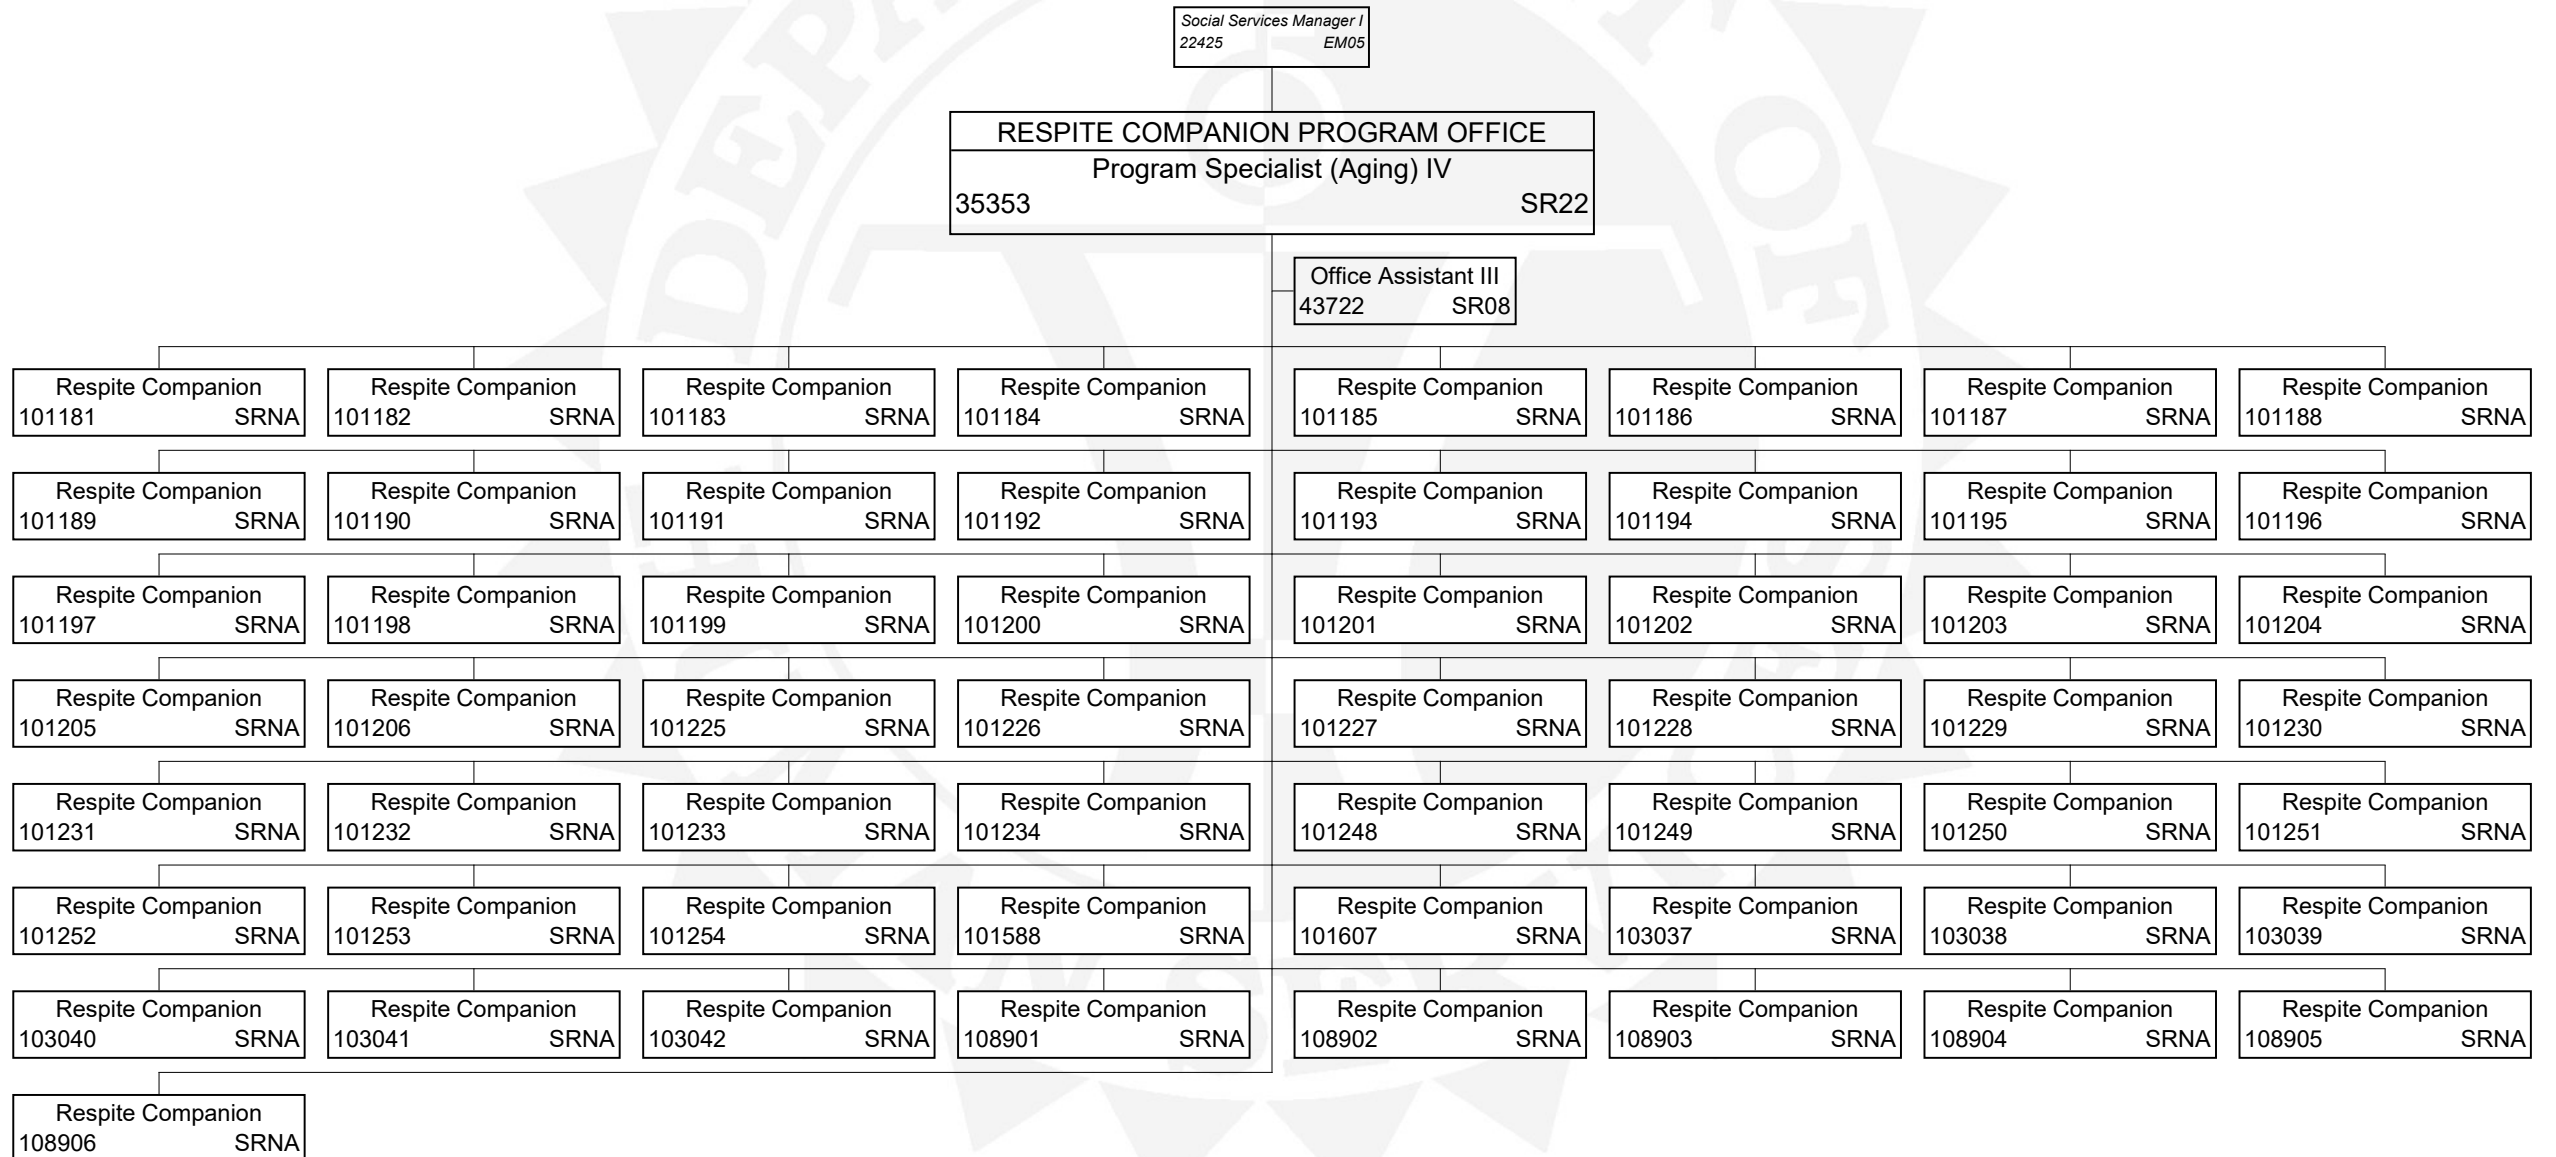 Social Services Manager I
22425 EM05
RESPITE COMPANION PROGRAM OFFICE
Program Specialist (Aging) IV
35353 SR22
Office Assistant III
43722 SR08
Respite Companion Respite Companion Respite Companion Respite Companion Respite Companion Respite Companion Respite Companion Respite Companion
101181 SRNA 101182 SRNA 101183 SRNA 101184 SRNA 101185 SRNA 101186 SRNA 101187 SRNA 101188 SRNA
Respite Companion Respite Companion Respite Companion Respite Companion Respite Companion Respite Companion Respite Companion Respite Companion
101189 SRNA 101190 SRNA 101191 SRNA 101192 SRNA 101193 SRNA 101194 SRNA 101195 SRNA 101196 SRNA
Respite Companion Respite Companion Respite Companion Respite Companion Respite Companion Respite Companion Respite Companion Respite Companion
101197 SRNA 101198 SRNA 101199 SRNA 101200 SRNA 101201 SRNA 101202 SRNA 101203 SRNA 101204 SRNA
Respite Companion Respite Companion Respite Companion Respite Companion Respite Companion Respite Companion Respite Companion Respite Companion
101205 SRNA 101206 SRNA 101225 SRNA 101226 SRNA 101227 SRNA 101228 SRNA 101229 SRNA 101230 SRNA
Respite Companion Respite Companion Respite Companion Respite Companion Respite Companion Respite Companion Respite Companion Respite Companion
101231 SRNA 101232 SRNA 101233 SRNA 101234 SRNA 101248 SRNA 101249 SRNA 101250 SRNA 101251 SRNA
Respite Companion Respite Companion Respite Companion Respite Companion Respite Companion Respite Companion Respite Companion Respite Companion
101252 SRNA 101253 SRNA 101254 SRNA 101588 SRNA 101607 SRNA 103037 SRNA 103038 SRNA 103039 SRNA
Respite Companion Respite Companion Respite Companion Respite Companion Respite Companion Respite Companion Respite Companion Respite Companion
103040 SRNA 103041 SRNA 103042 SRNA 108901 SRNA 108902 SRNA 108903 SRNA 108904 SRNA 108905 SRNA
Respite Companion
108906 SRNA